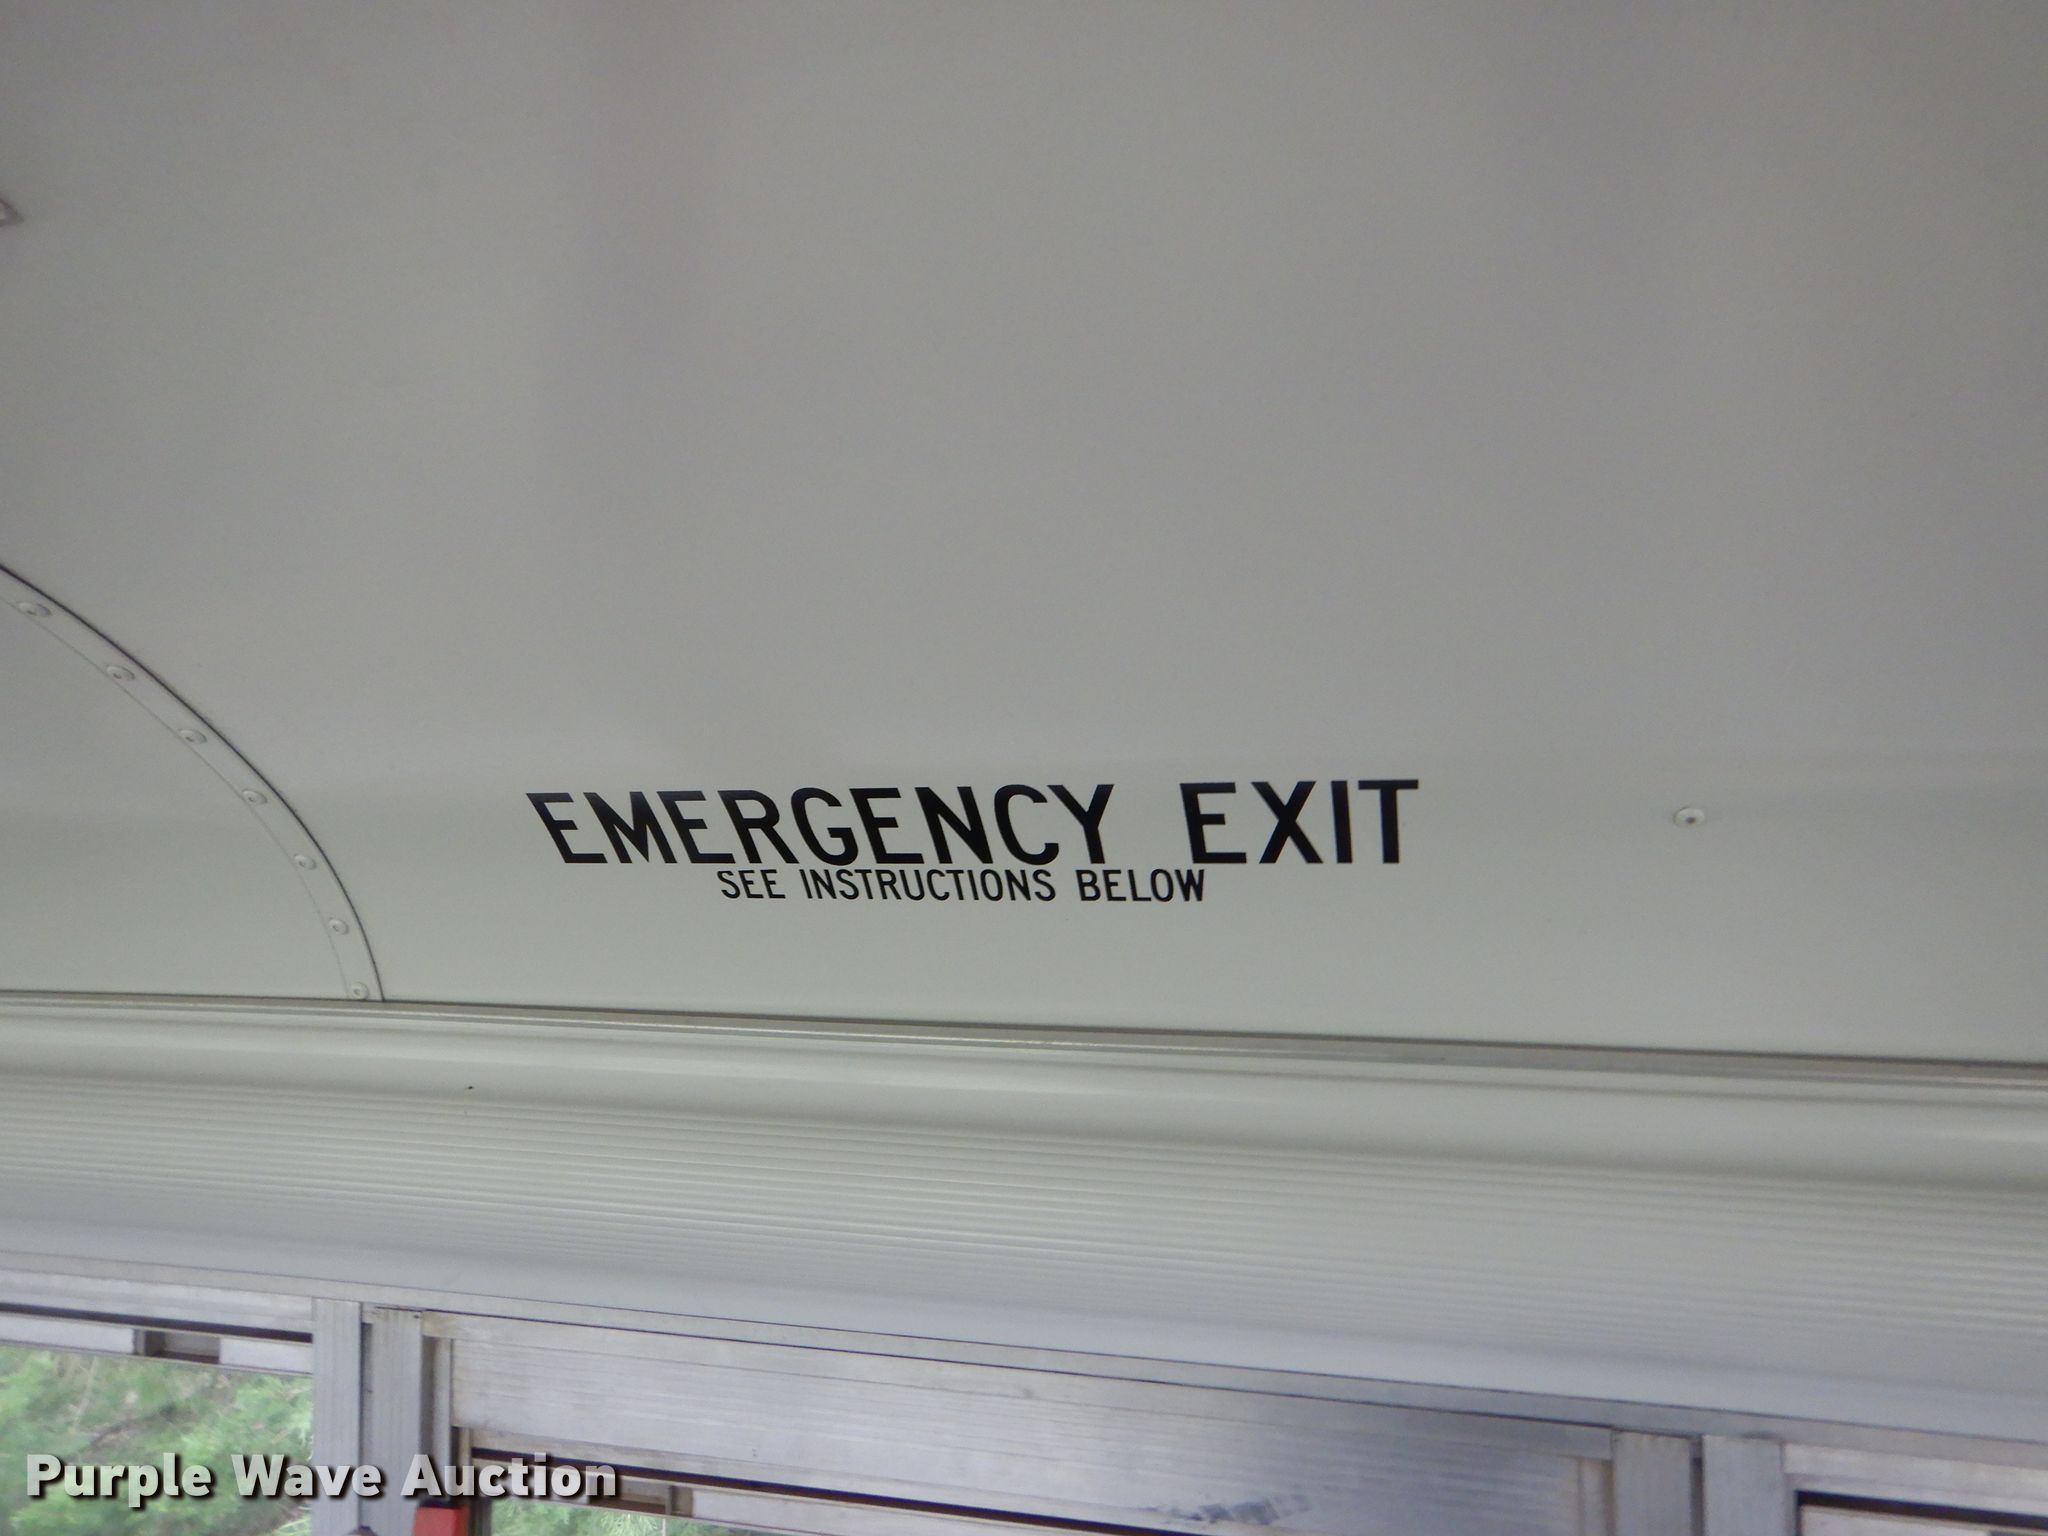 EMERGENCY EXIT
SEE INSTRUCTIONS BELOW
Purple Wave Auction